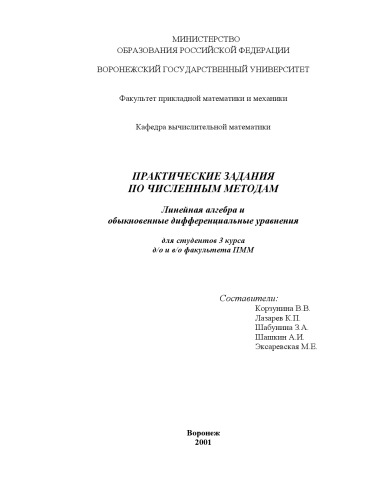 МИНИСТЕРСТВО
ОБРАЗОВАНИЯ РОССИЙСКОЙ ФЕДЕРАЦИИ
ВОРОНЕЖСКИЙ ГОСУДАРСТВЕННЫЙ УНИВЕРСИТЕТ
Факультет прикладной математики и механики
Кафедра вычислительной математики
ПРАКТИЧЕСКИЕ ЗАДАНИЯ
ПО ЧИСЛЕННЫМ МЕТОДАМ
Линейная алгебра и
обыкновенные дифференциальные уравнения
для студентов 3 курса
д/о и в/о факультета ПММ
Составители:
Корзунина В.В.
Лазарев К.П.
Шабунина З.А.
Шашкин А.И.
Эксаревская М.Е.
Воронеж
2001